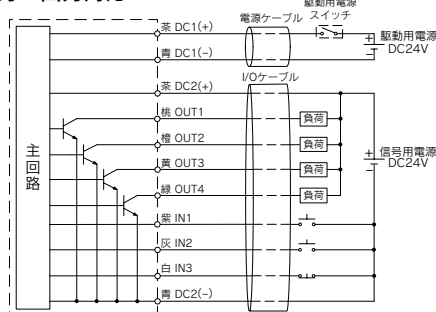 駆動用電源
スイッチ
電源ケーブル
茶 DC1(+)
駆動用電源
DC24V
青 DC1(-)
I/Oケーブル
茶 DC2(+)
桃 OUT1
負荷
橙 OUT2
負荷
信号用電源
DC24V
黄 OUT3
負荷
緑 OUT4
負荷
主回路
紫 IN1
灰 IN2
白 IN3
青 DC2(-)